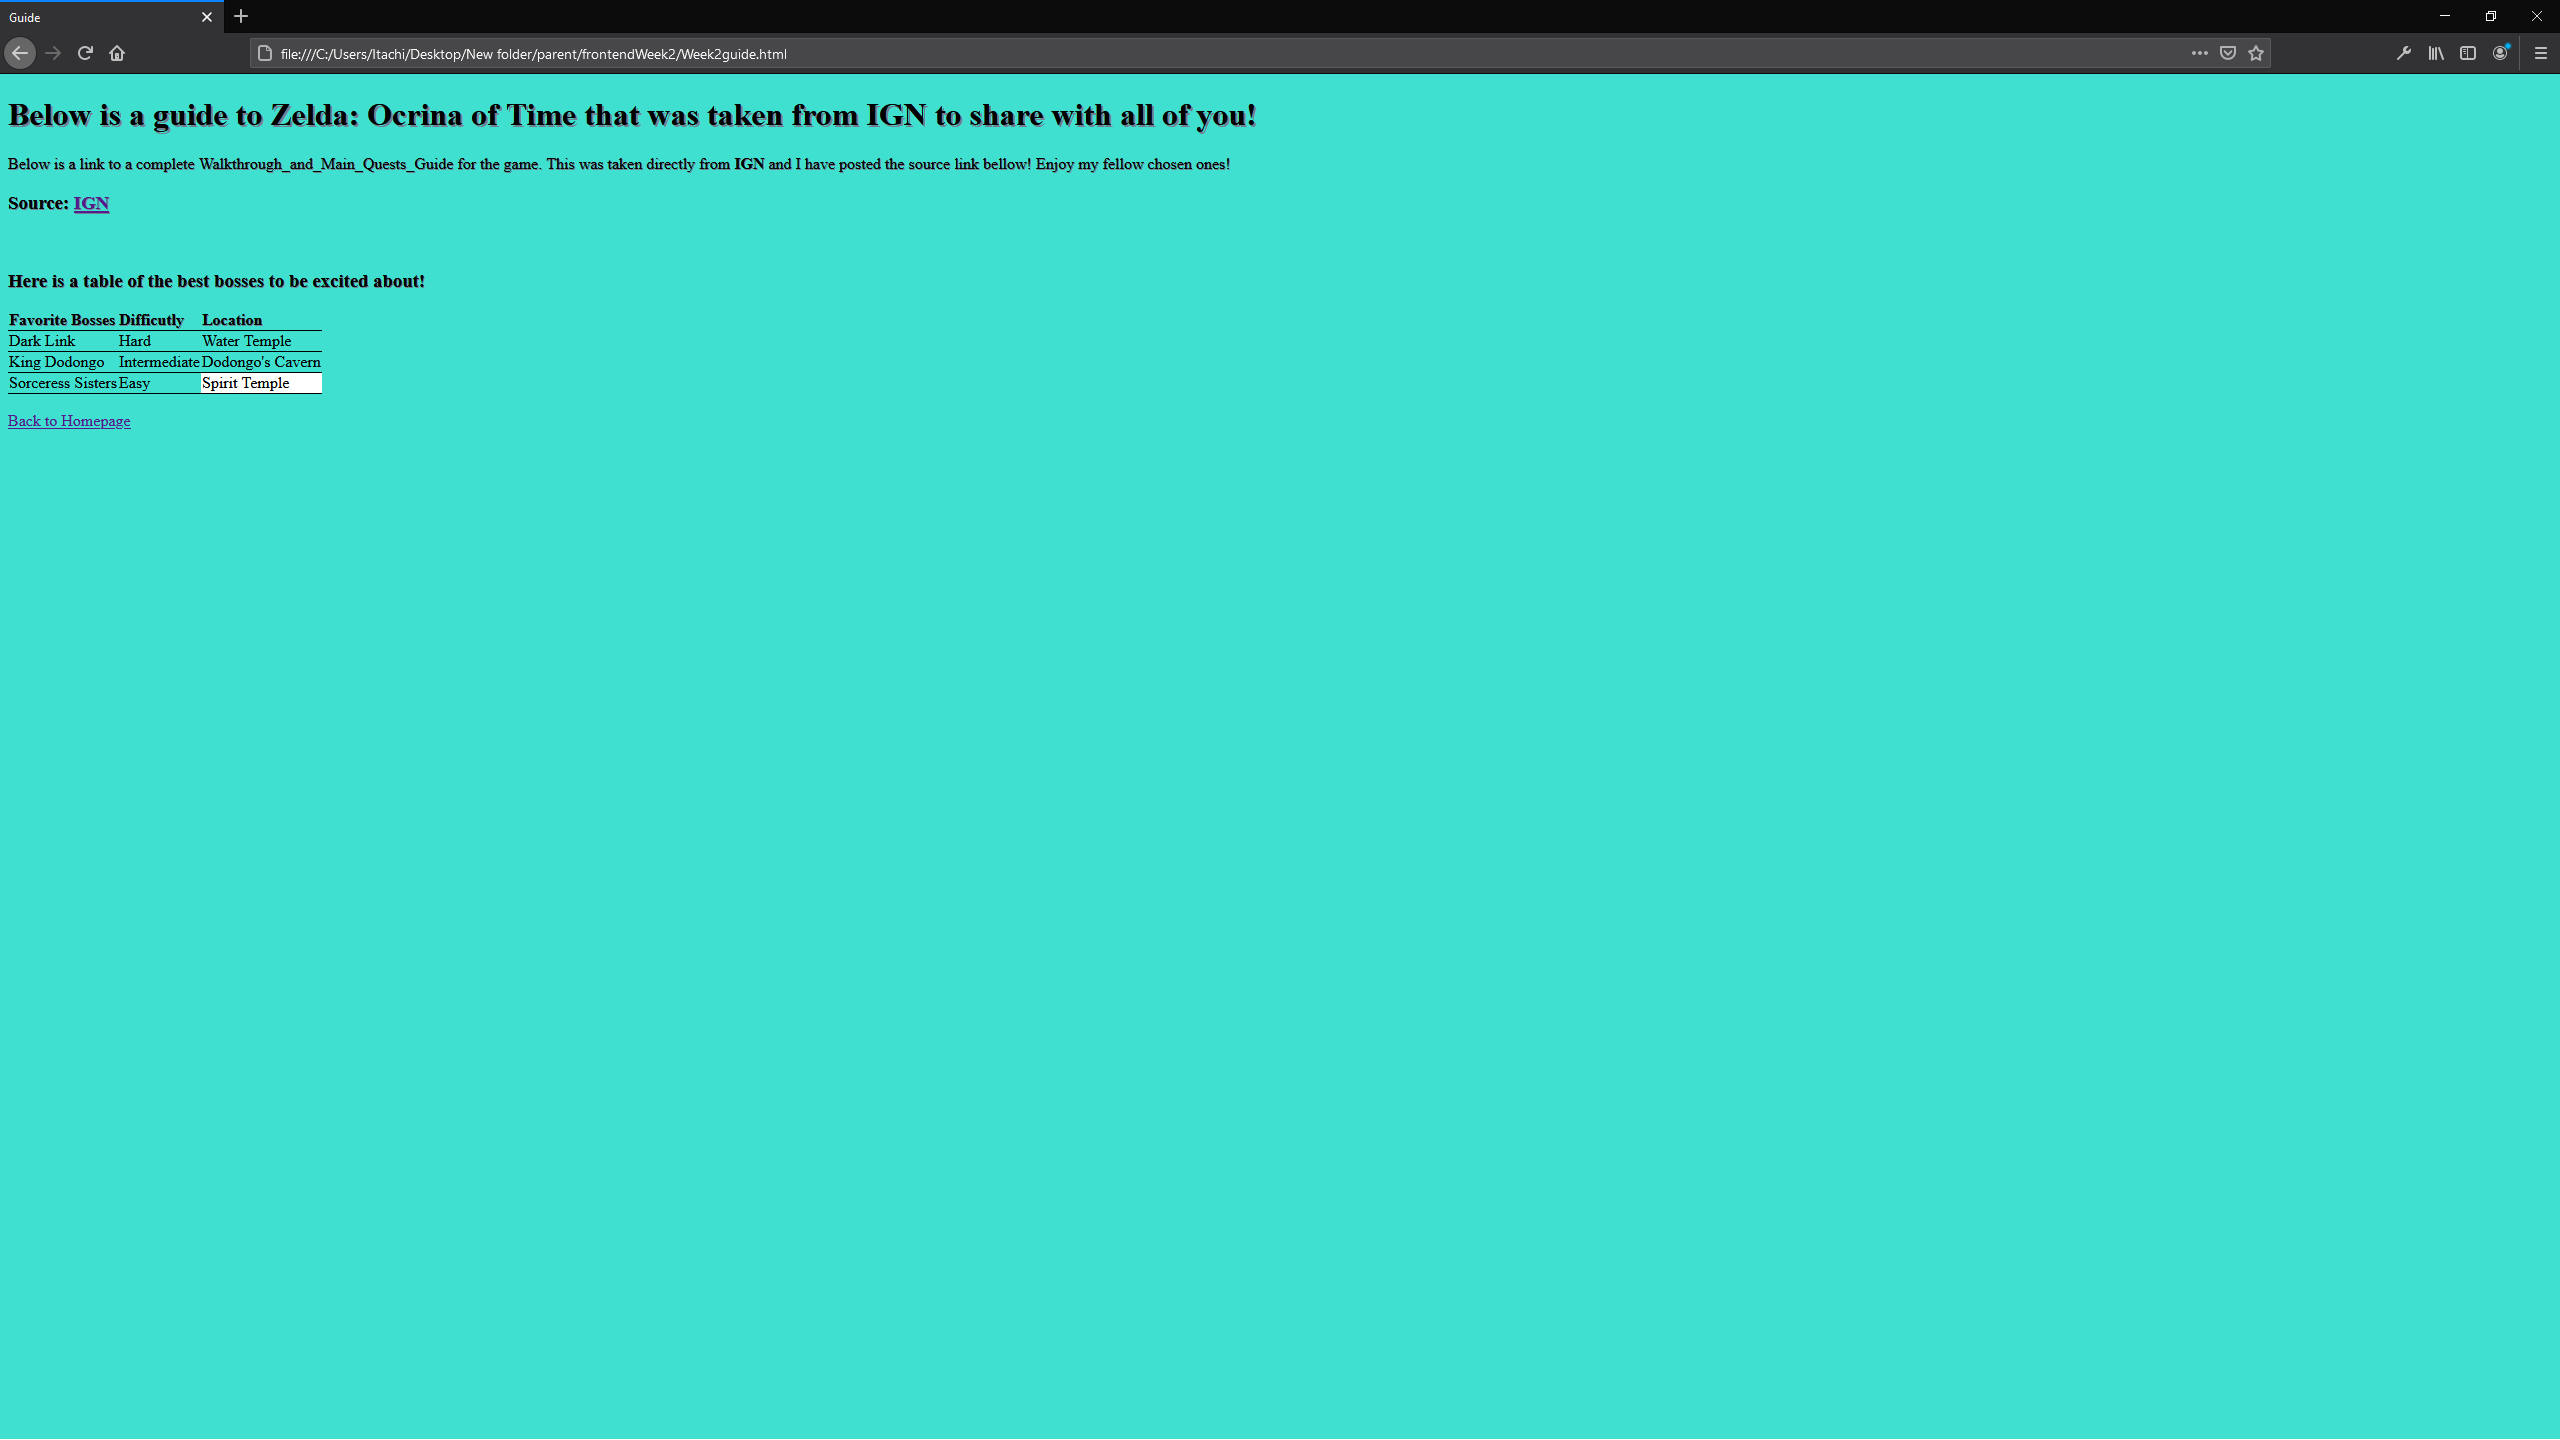 Guide
file:///C:/Users/Itachi/Desktop/New folder/parent/frontendWeek2/Week2guide.html
Below is a guide to Zelda: Ocrina of Time that was taken from IGN to share with all of you!
Below is a link to a complete Walkthrough_and_Main_Quests_Guide for the game. This was taken directly from IGN and I have posted the source link bellow! Enjoy my fellow chosen ones!
Source: IGN
Here is a table of the best bosses to be excited about!
Favorite Bosses Difficutly Location
Dark Link Hard Water Temple
King Dodongo Intermediate Dodongo's Cavern
Sorceress Sisters Easy Spirit Temple
Back to Homepage